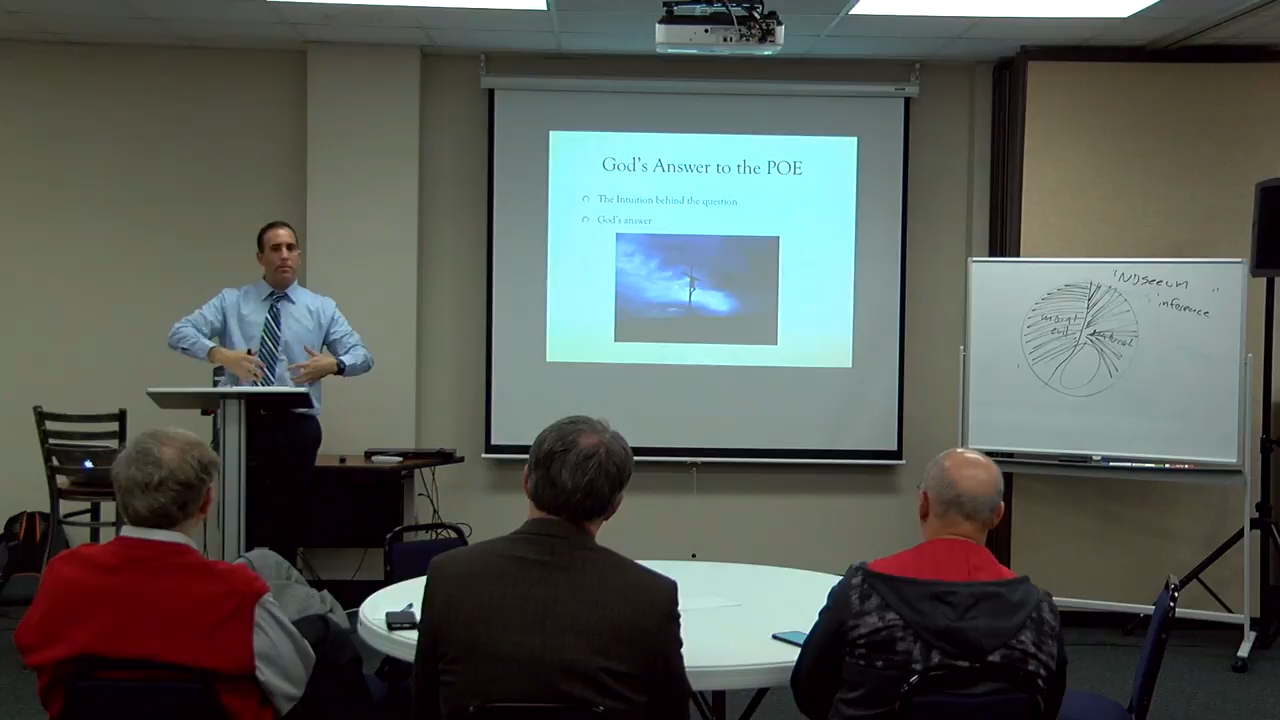 God's Answer to the POE
The Intuition behind the question
God's answer
"Noseeum"
inference
moral
evil
natural